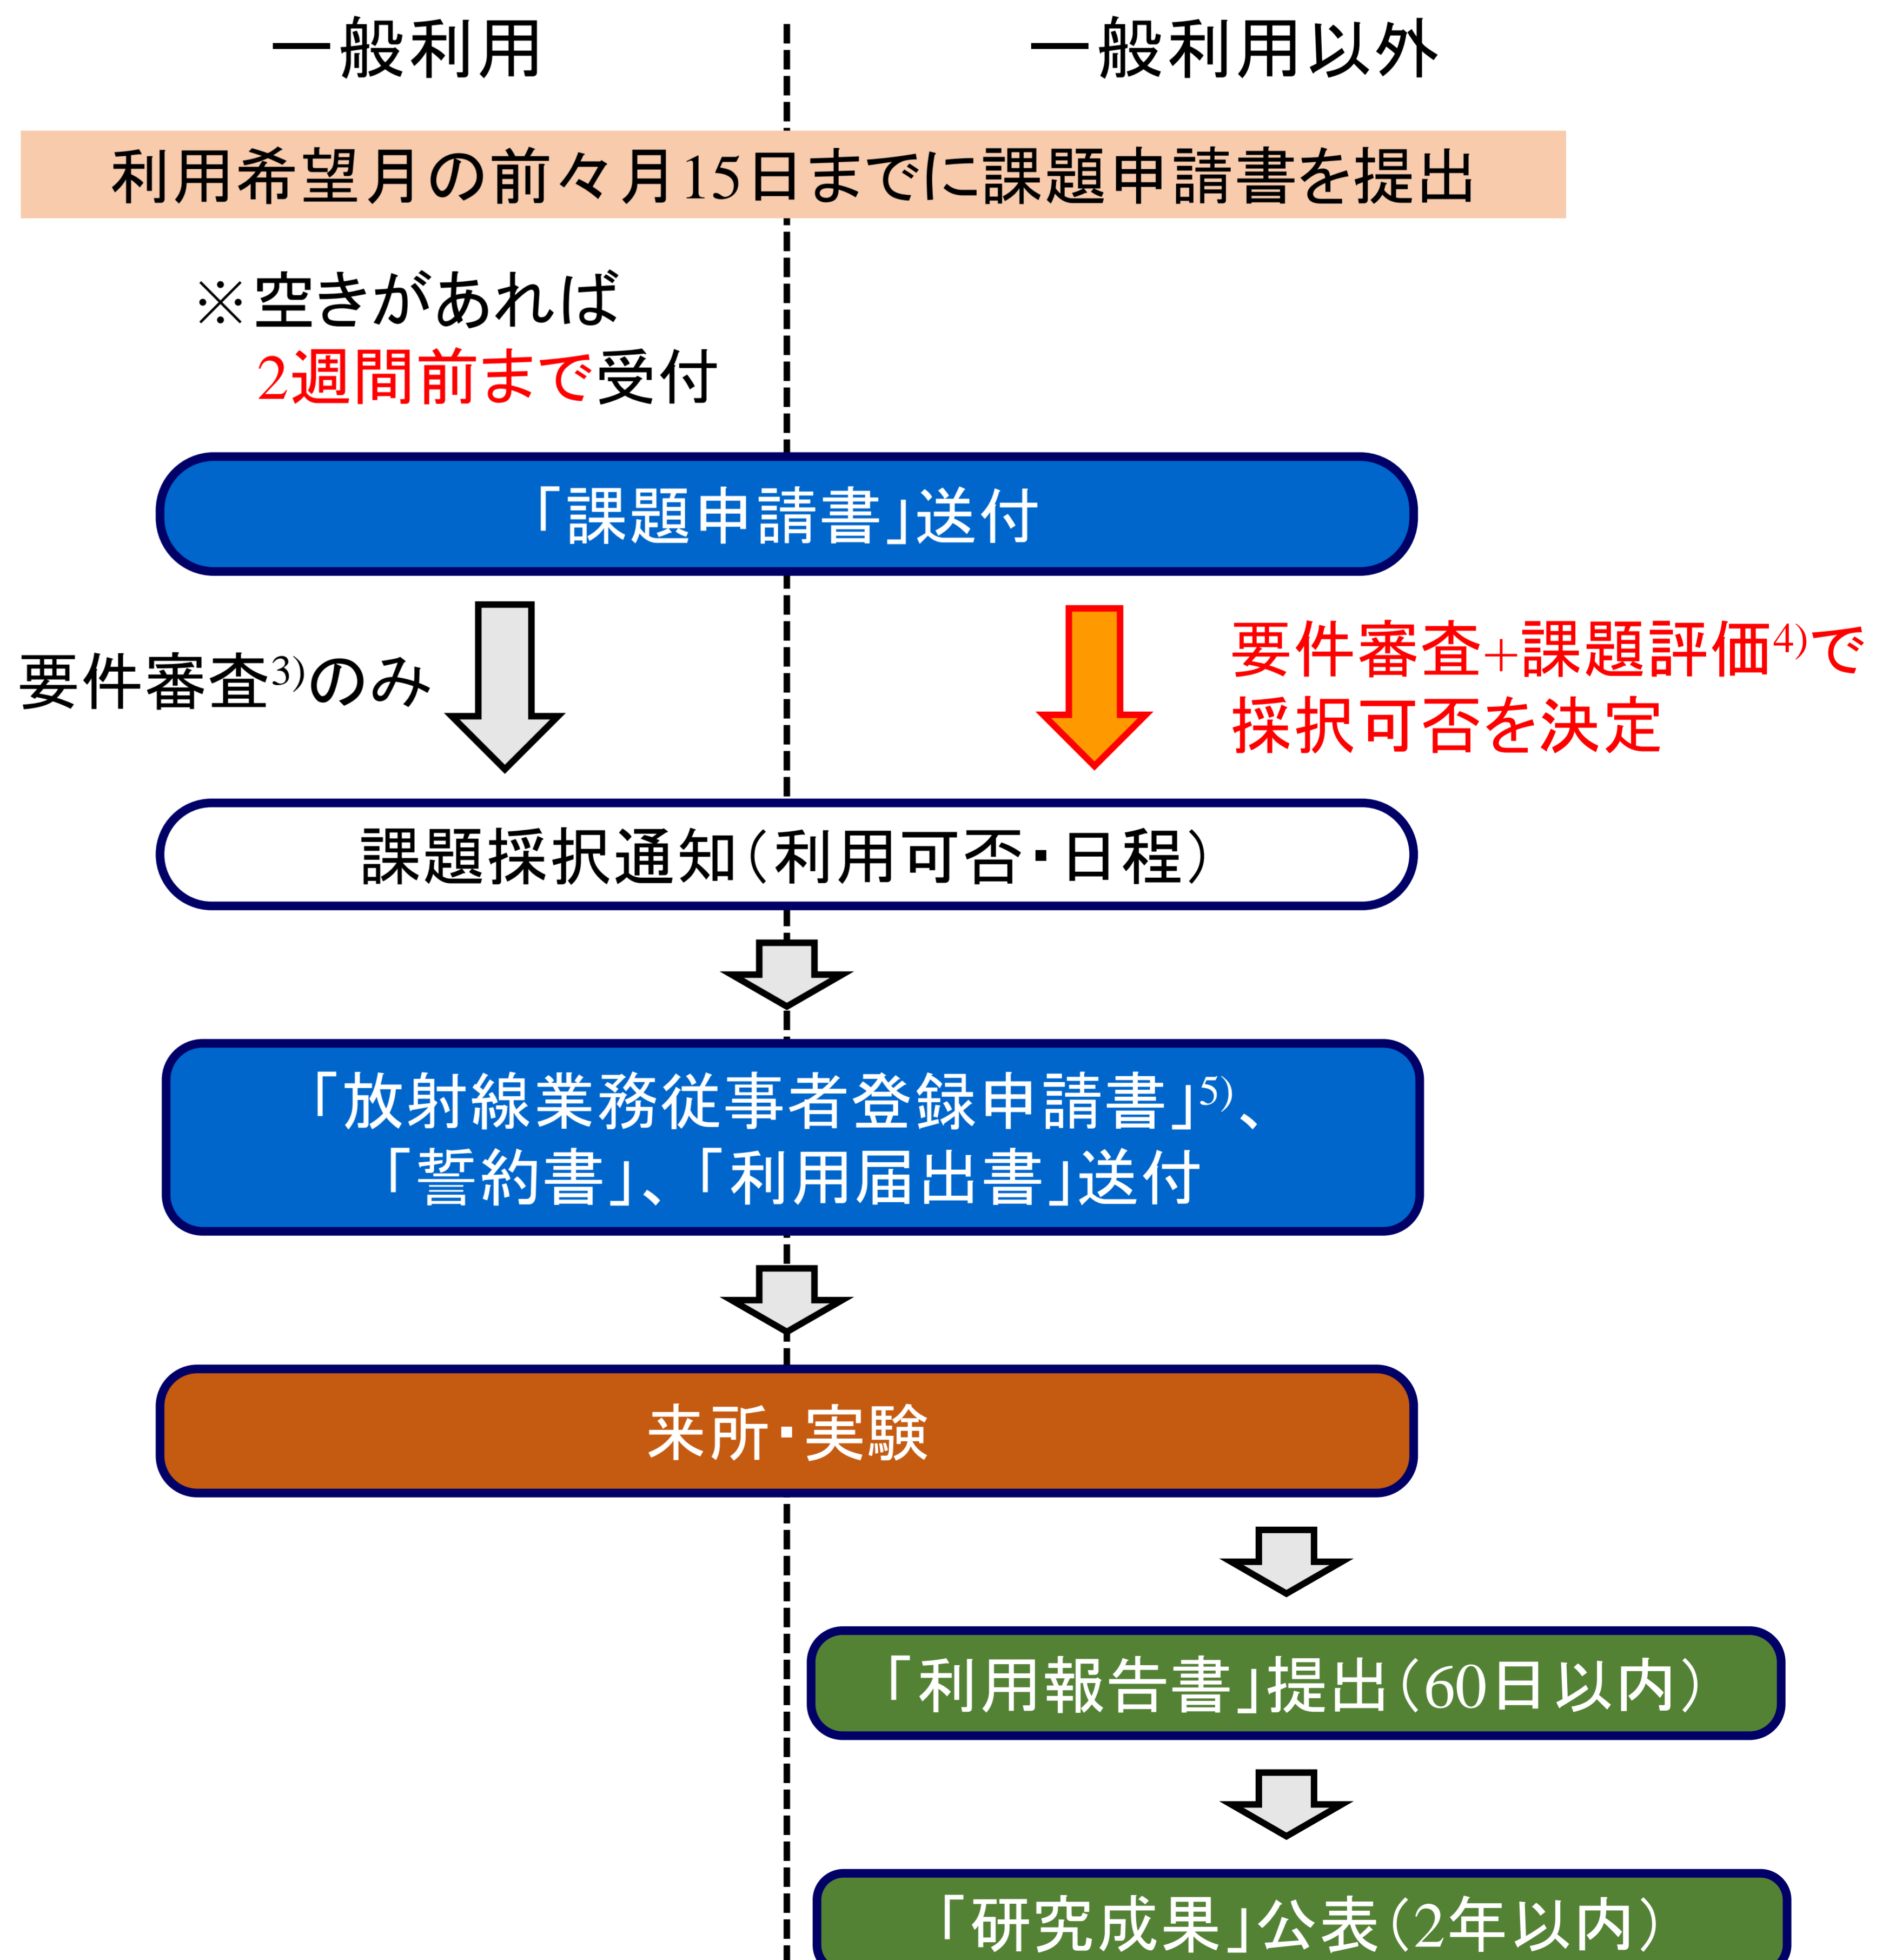 一般利用
一般利用以外
利用希望月の前々月15日までに課題申請書を提出
※空きがあれば
2週間前まで受付
「課題申請書」送付
要件審査3)のみ
要件審査+課題評価4)で
採択可否を決定
課題採択通知(利用可否・日程)
「放射線業務従事者登録申請書」5)、
「誓約書」、「利用届出書」送付
来所・実験
「利用報告書」提出(60日以内)
「研究成果」公表(2年以内)